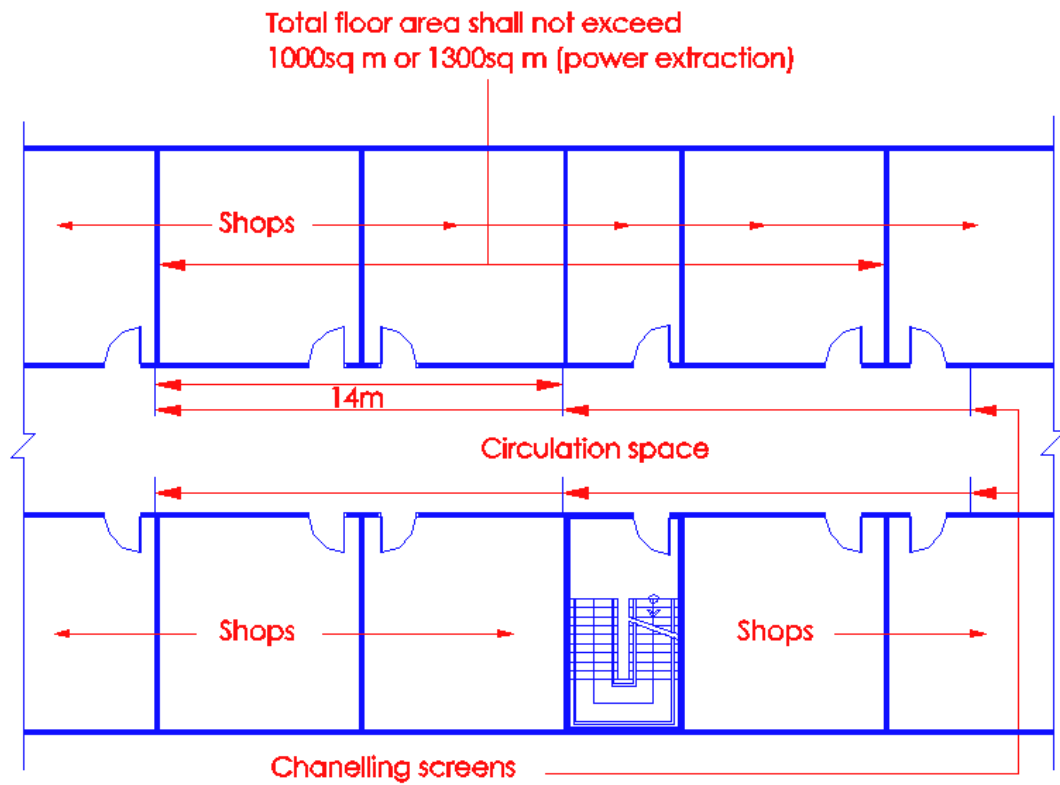 Total floor area shall not exceed
1000sq m or 1300sq m (power extraction)
Shops
14m
Circulation space
Shops
Shops
Chanelling screens